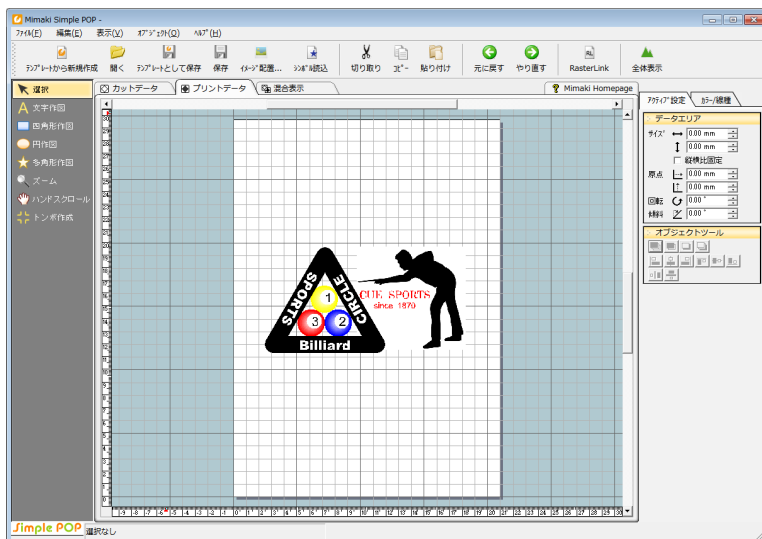 Mimaki Simple POP -
ファイル(F) 編集(E) 表示(V) オブジェクト(O) ヘルプ(H)
テンプレートから新規作成 開く テンプレートとして保存 保存 イメージ配置... シンボル読込 切り取り コピー 貼り付け 元に戻す やり直す RasterLink 全体表示
選択
文字作図
四角形作図
円作図
多角形作図
ズーム
ハンドスクロール
トンボ作成
カットデータ プリントデータ 混合表示 Mimaki Homepage
SPORTS
CIRCLE
Billiard
1
3 2
CUE SPORTS
since 1870
アクティブ設定 カラー/線種
データエリア
サイズ 0.00 mm
0.00 mm
縦横比固定
原点 0.00 mm
0.00 mm
回転 0.00 °
傾斜 0.00 °
オブジェクトツール
Simple POP 選択なし